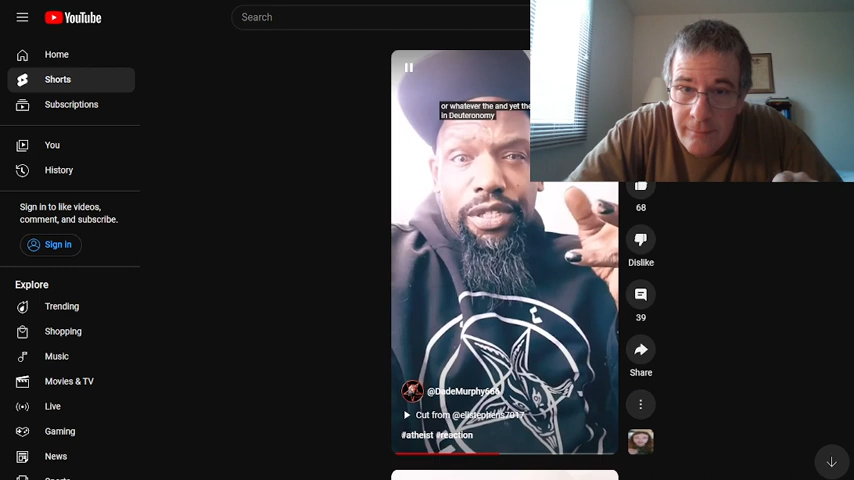 YouTube
Search
Home
Shorts
Subscriptions
or whatever the and yet the
in Deuteronomy
You
History
68
Sign in to like videos,
comment, and subscribe.
Sign in
Dislike
Explore
39
Trending
Shopping
Music
Share
Movies & TV
@DadeMurphy666
Live
Cut from @elistephens7017
Gaming
#atheist #reaction
News